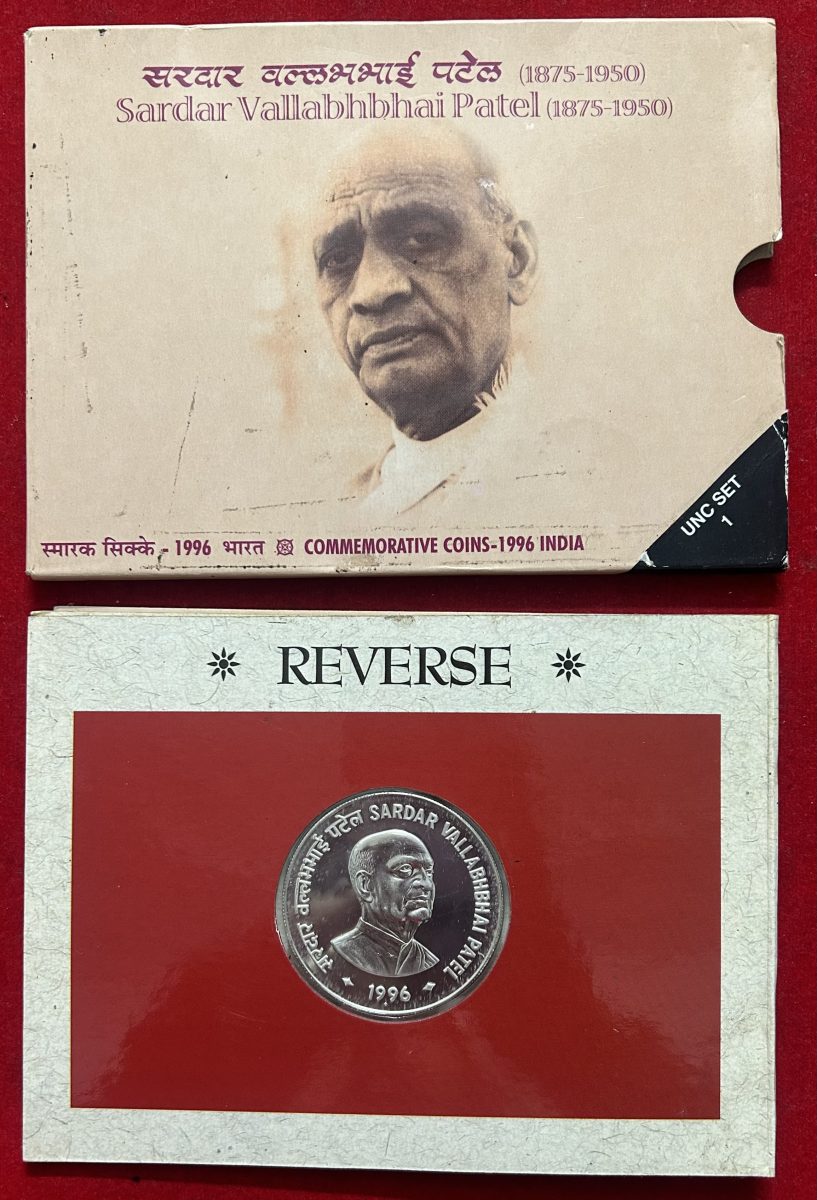 सरदार वल्लभभाई पटेल (1875-1950)
Sardar Vallabhbhai Patel (1875-1950)
स्मारक सिक्के - 1996 भारत COMMEMORATIVE COINS-1996 INDIA
UNC SET
1
REVERSE
सरदार वल्लभभाई पटेल SARDAR VALLABHBHAI PATEL
1996